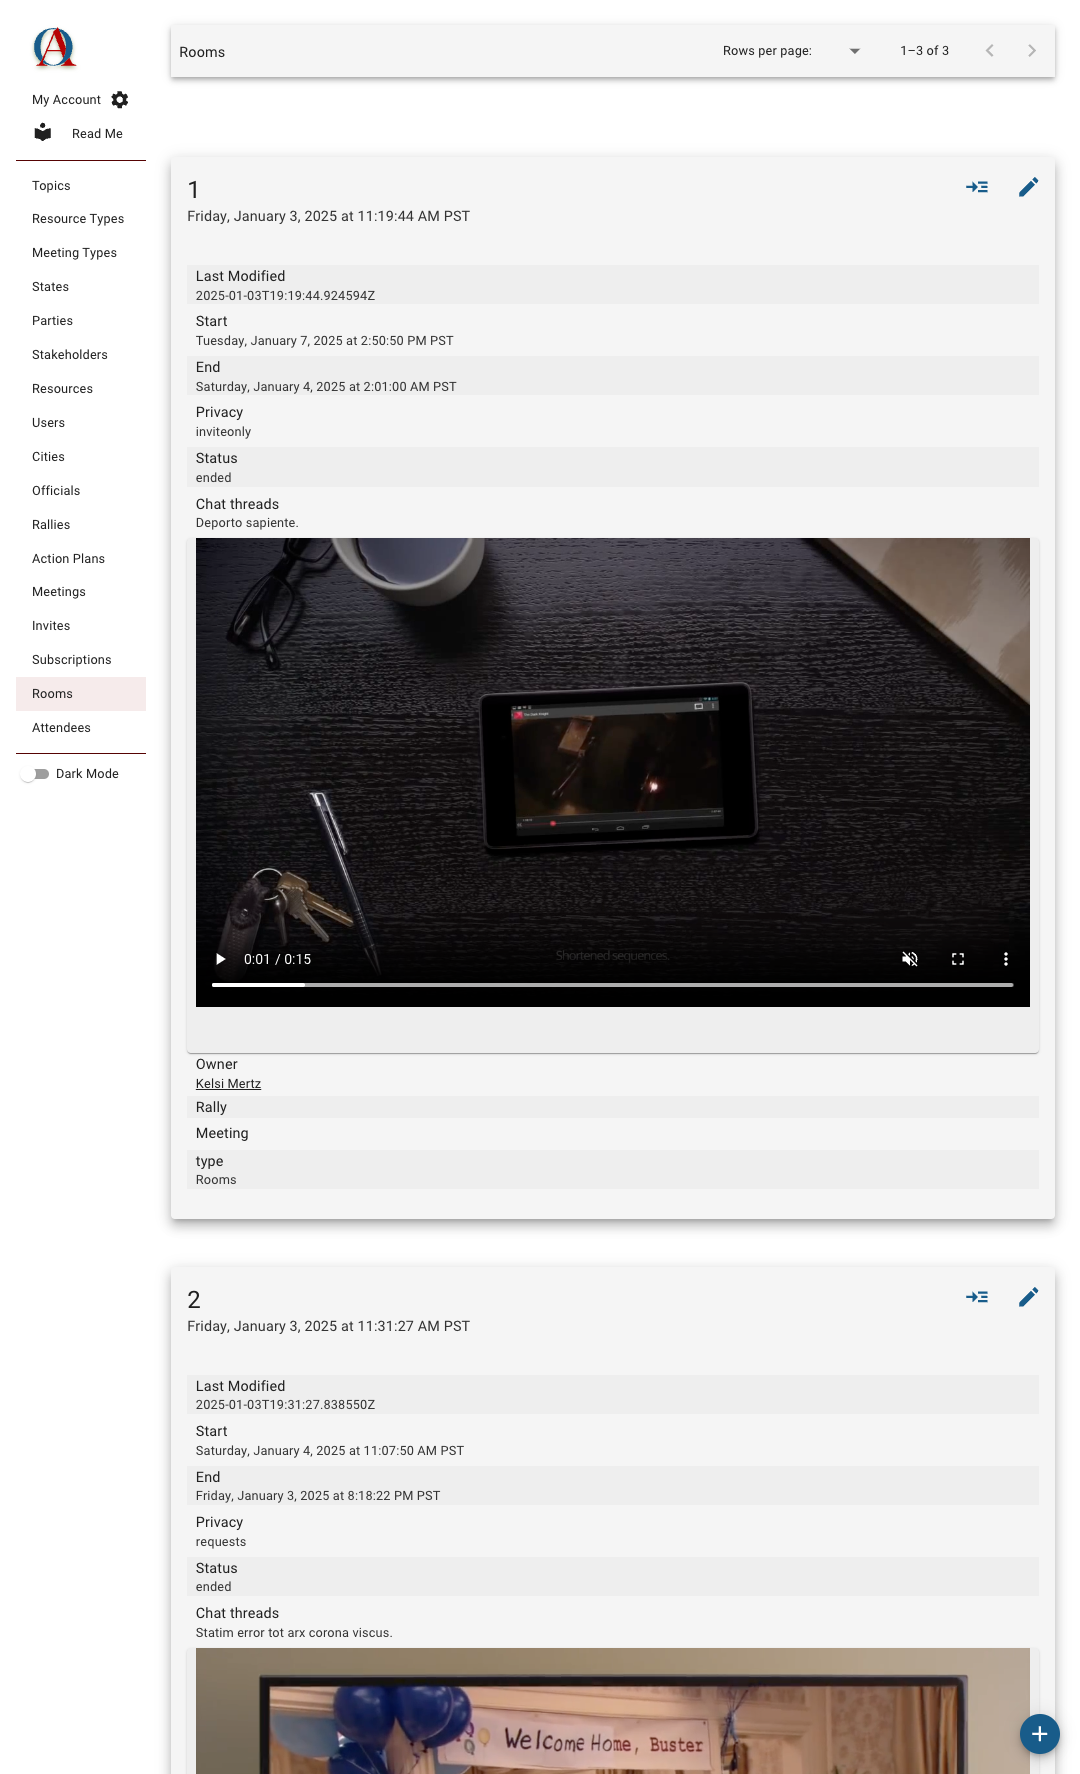 Rooms
Rows per page:
1–3 of 3
My Account
Read Me
Topics
Resource Types
Meeting Types
States
Parties
Stakeholders
Resources
Users
Cities
Officials
Rallies
Action Plans
Meetings
Invites
Subscriptions
Rooms
Attendees
Dark Mode
1
Friday, January 3, 2025 at 11:19:44 AM PST
Last Modified
2025-01-03T19:19:44.924594Z
Start
Tuesday, January 7, 2025 at 2:50:50 PM PST
End
Saturday, January 4, 2025 at 2:01:00 AM PST
Privacy
inviteonly
Status
ended
Chat threads
Deporto sapiente.
Shortened sequences.
0:01 / 0:15
Owner
Kelsi Mertz
Rally
Meeting
type
Rooms
2
Friday, January 3, 2025 at 11:31:27 AM PST
Last Modified
2025-01-03T19:31:27.838550Z
Start
Saturday, January 4, 2025 at 11:07:50 AM PST
End
Friday, January 3, 2025 at 8:18:22 PM PST
Privacy
requests
Status
ended
Chat threads
Statim error tot arx corona viscus.
Welcome Home, Buster